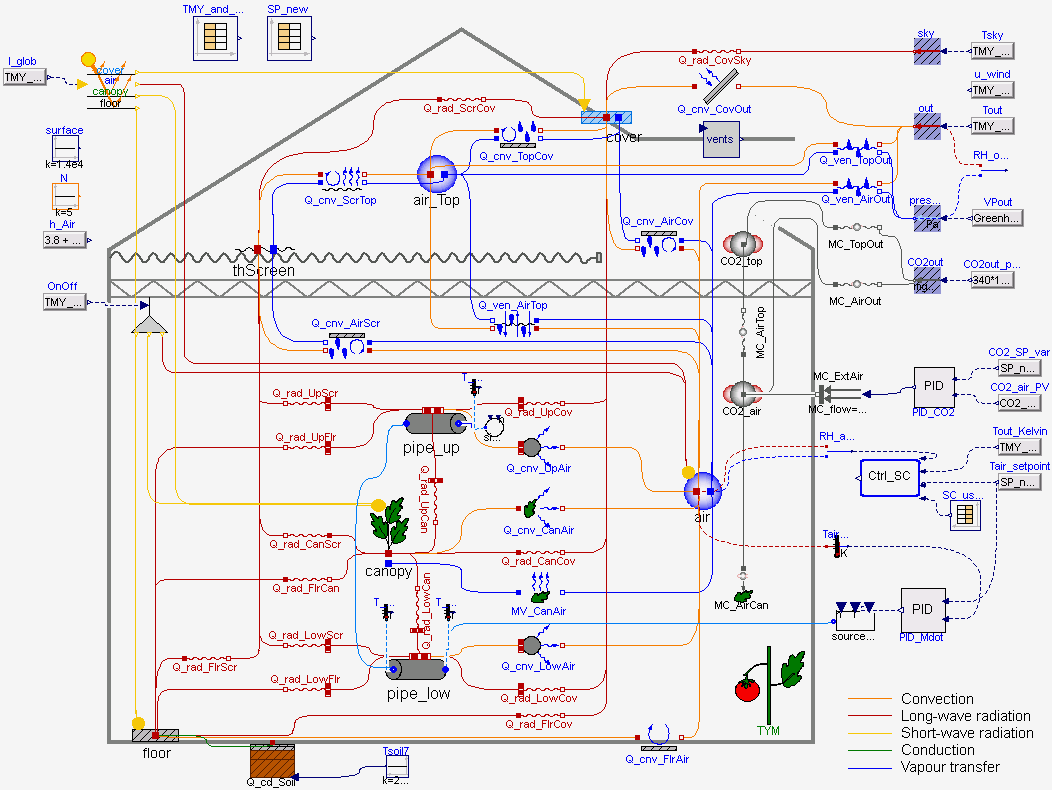 TMY_and_...
SP_new
I_glob
TMY_...
cover
air
canopy
floor
sky
Tsky
TMY_...
Q_rad_CovSky
u_wind
TMY_...
Q_cnv_CovOut
Q_rad_ScrCov
out
Tout
TMY_...
surface
k=1.4e4
cover
vents
Q_cnv_TopCov
Q_ven_TopOut
RH_o...
N
k=5
Q_cnv_ScrTop
air_Top
Q_ven_AirOut
pres...
Pa
VPout
Greenh...
h_Air
3.8 + ...
Q_cnv_AirCov
MC_TopOut
CO2_top
thScreen
CO2out
CO2out_p...
340*1...
OnOff
TMY_...
MC_AirOut
Q_ven_AirTop
MC_AirTop
Q_cnv_AirScr
CO2_SP_var
SP_n...
MC_ExtAir
PID
CO2_air_PV
CO2_...
PID_CO2
CO2_air
MC_flow=...
T...
Q_rad_UpScr
Q_rad_UpCov
s...
Q_rad_UpFlr
pipe_up
Q_cnv_UpAir
RH_a...
Tout_Kelvin
TMY_...
Tair_setpoint
SP_n...
Ctrl_SC
Q_rad_UpCan
air
SC_us...
Q_cnv_CanAir
Q_rad_CanScr
Tair...
K
Q_rad_CanCov
canopy
Q_rad_FlrCan
Q_rad_LowCan
T...
T...
MV_CanAir
MC_AirCan
PID
PID_Mdot
source...
Q_rad_LowScr
Q_cnv_LowAir
Q_rad_FlrScr
Q_rad_LowFlr
pipe_low
Q_rad_LowCov
Q_rad_FlrCov
TYM
floor
Q_cd_Soil
Tsoil7
k=2...
Q_cnv_FlrAir
Convection
Long-wave radiation
Short-wave radiation
Conduction
Vapour transfer